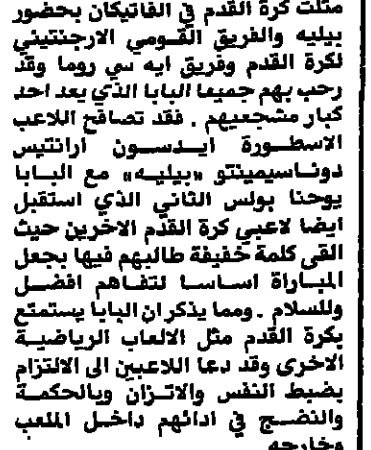 مثلت كرة القدم في الفاتيكان بحضور
بيليه والفريق القومي الارجنتيني
لكرة القدم وفريق ايه سي روما وقد
رحب بهم جميعا البابا الذي يعد احد
كبار مشجعيهم . فقد تصافح اللاعب
الاسطورة ايدسون ارانتيس
دوناسيمينتو «بيليه» مع البابا
يوحنا بولس الثاني الذي استقبل
ايضا لاعبي كرة القدم الاخرين حيث
القى كلمة خفيفة طالبهم فيها بجعل
المباراة اساسا لتفاهم افضل
وللسلام . ومما يذكر ان البابا يستمتع
بكرة القدم مثل الالعاب الرياضية
الاخرى وقد دعا اللاعبين الى الالتزام
بضبط النفس والاتزان وبالحكمة
والنضج في ادائهم داخل الملعب
وخارجه